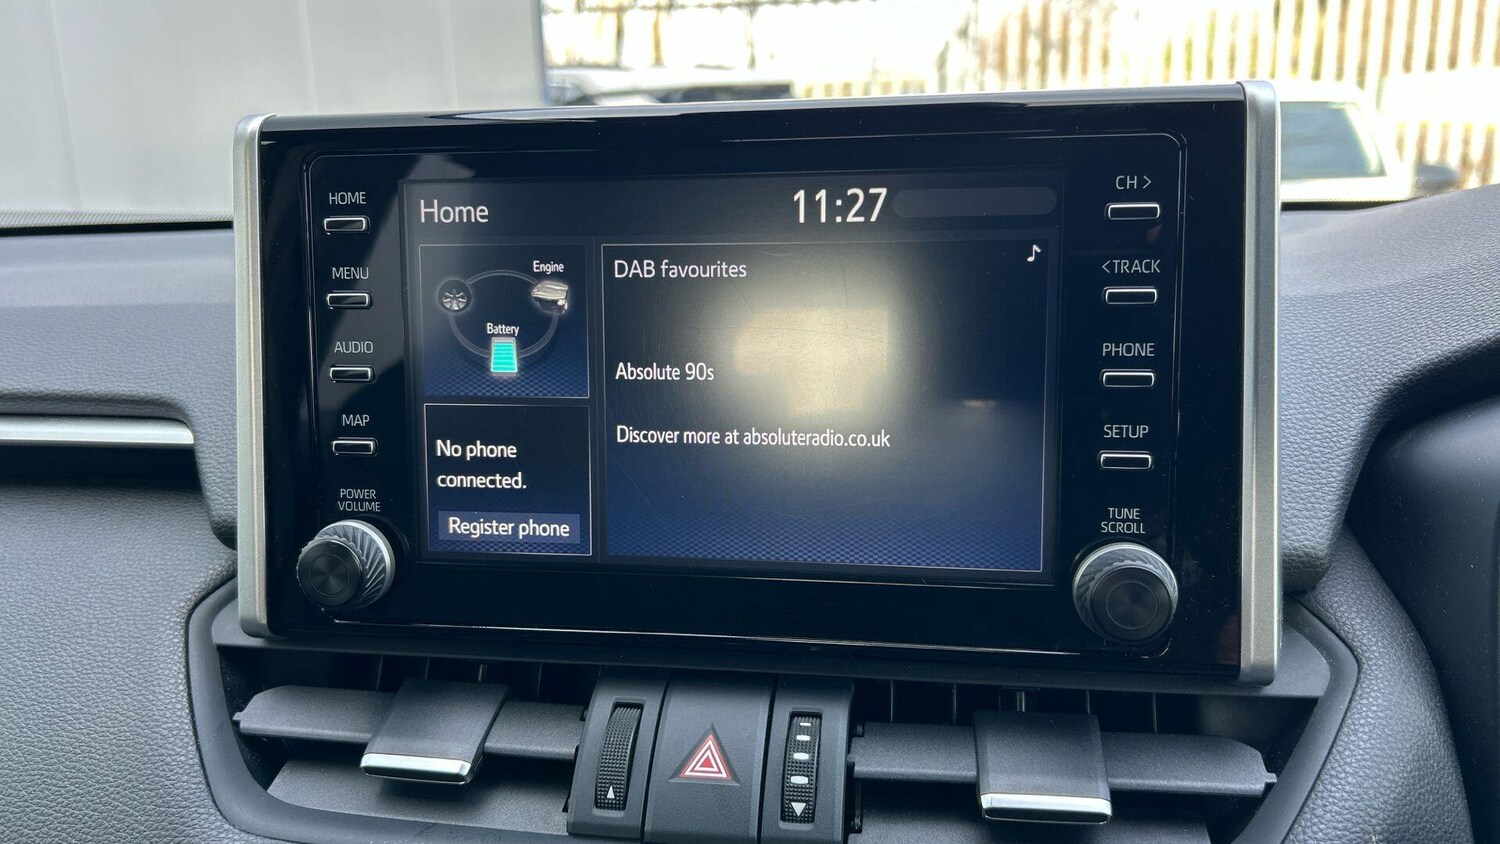 HOME
MENU
AUDIO
MAP
POWER
VOLUME
Home
11:27
Engine
Battery
No phone
connected.
Register phone
DAB favourites
Absolute 90s
Discover more at absoluteradio.co.uk
CH >
< TRACK
PHONE
SETUP
TUNE
SCROLL